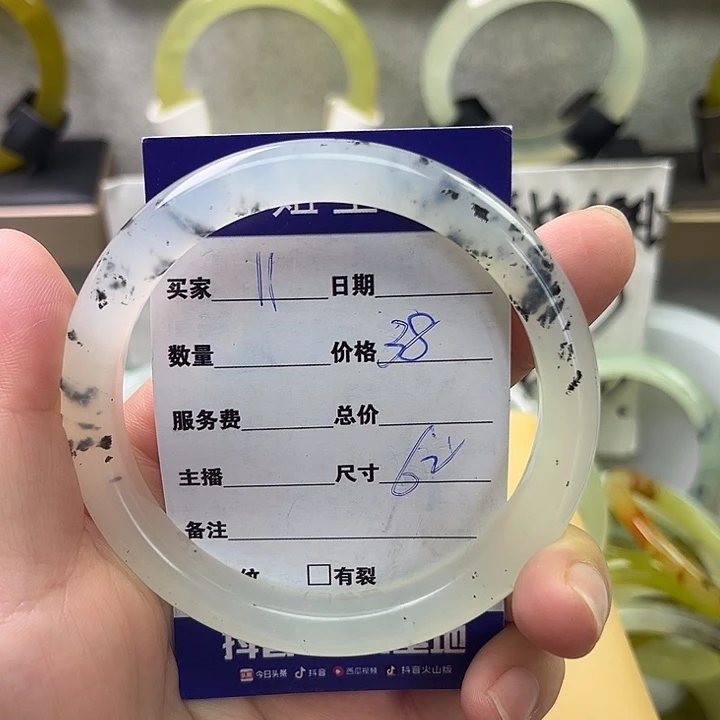 买家 11 日期
数量 价格 38
服务费 总价
主播 尺寸 62
备注
纹 □有裂
今日头条 抖音 西瓜视频 抖音火山版